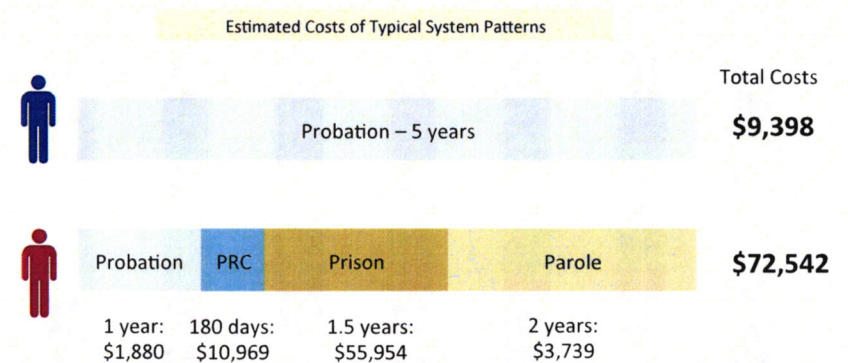 Estimated Costs of Typical System Patterns
Total Costs
Probation – 5 years
$9,398
Probation PRC Prison Parole
$72,542
1 year: 180 days: 1.5 years: 2 years:
$1,880 $10,969 $55,954 $3,739